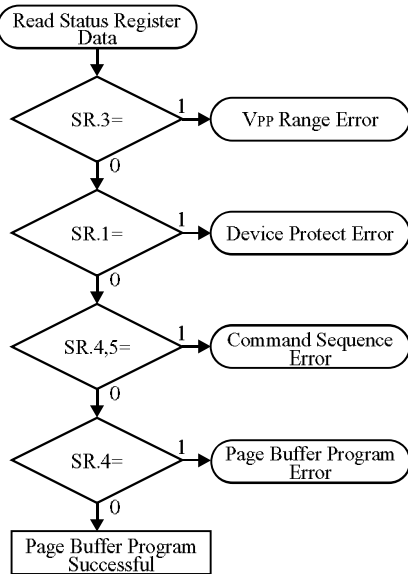 Read Status Register
Data
SR.3=
1
VPP Range Error
0
SR.1=
1
Device Protect Error
0
SR.4,5=
1
Command Sequence
Error
0
SR.4=
1
Page Buffer Program
Error
0
Page Buffer Program
Successful